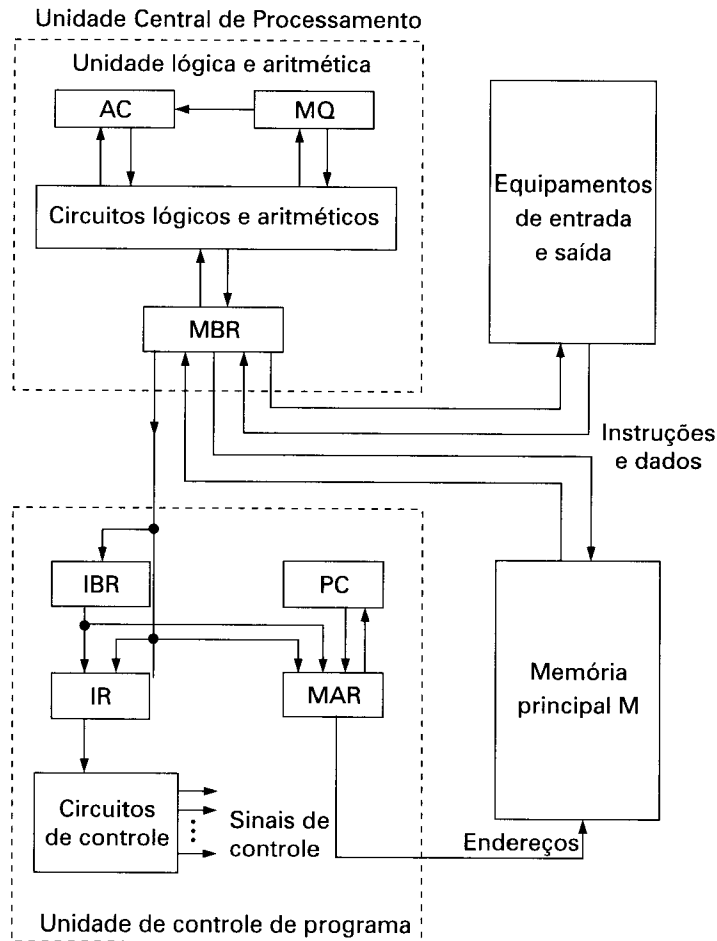 Unidade Central de Processamento
Unidade lógica e aritmética
AC
MQ
Circuitos lógicos e aritméticos
MBR
Equipamentos
de entrada
e saída
Instruções
e dados
IBR
PC
IR
MAR
Memória
principal M
Circuitos
de controle
Sinais de
controle
Endereços
Unidade de controle de programa